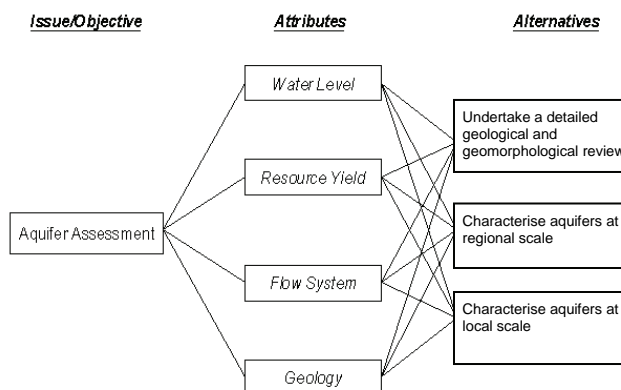 Issue/Objective
Attributes
Alternatives
Water Level
Resource Yield
Aquifer Assessment
Flow System
Geology
Undertake a detailed
geological and
geomorphological review
Characterise aquifers at
regional scale
Characterise aquifers at
local scale